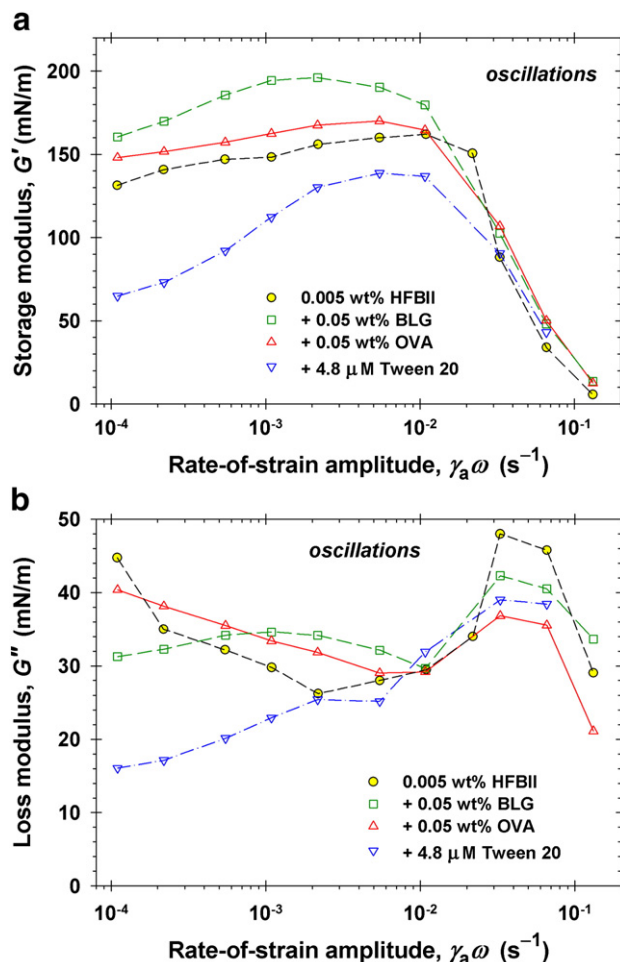 a
Storage modulus, G′ (mN/m)
200
150
100
50
0
oscillations
0.005 wt% HFBII
+ 0.05 wt% BLG
+ 0.05 wt% OVA
+ 4.8 μM Tween 20
10⁻⁴
10⁻³
10⁻²
10⁻¹
Rate-of-strain amplitude, γₐω (s⁻¹)
b
Loss modulus, G″ (mN/m)
50
40
30
20
10
0
oscillations
0.005 wt% HFBII
+ 0.05 wt% BLG
+ 0.05 wt% OVA
+ 4.8 μM Tween 20
10⁻⁴
10⁻³
10⁻²
10⁻¹
Rate-of-strain amplitude, γₐω (s⁻¹)